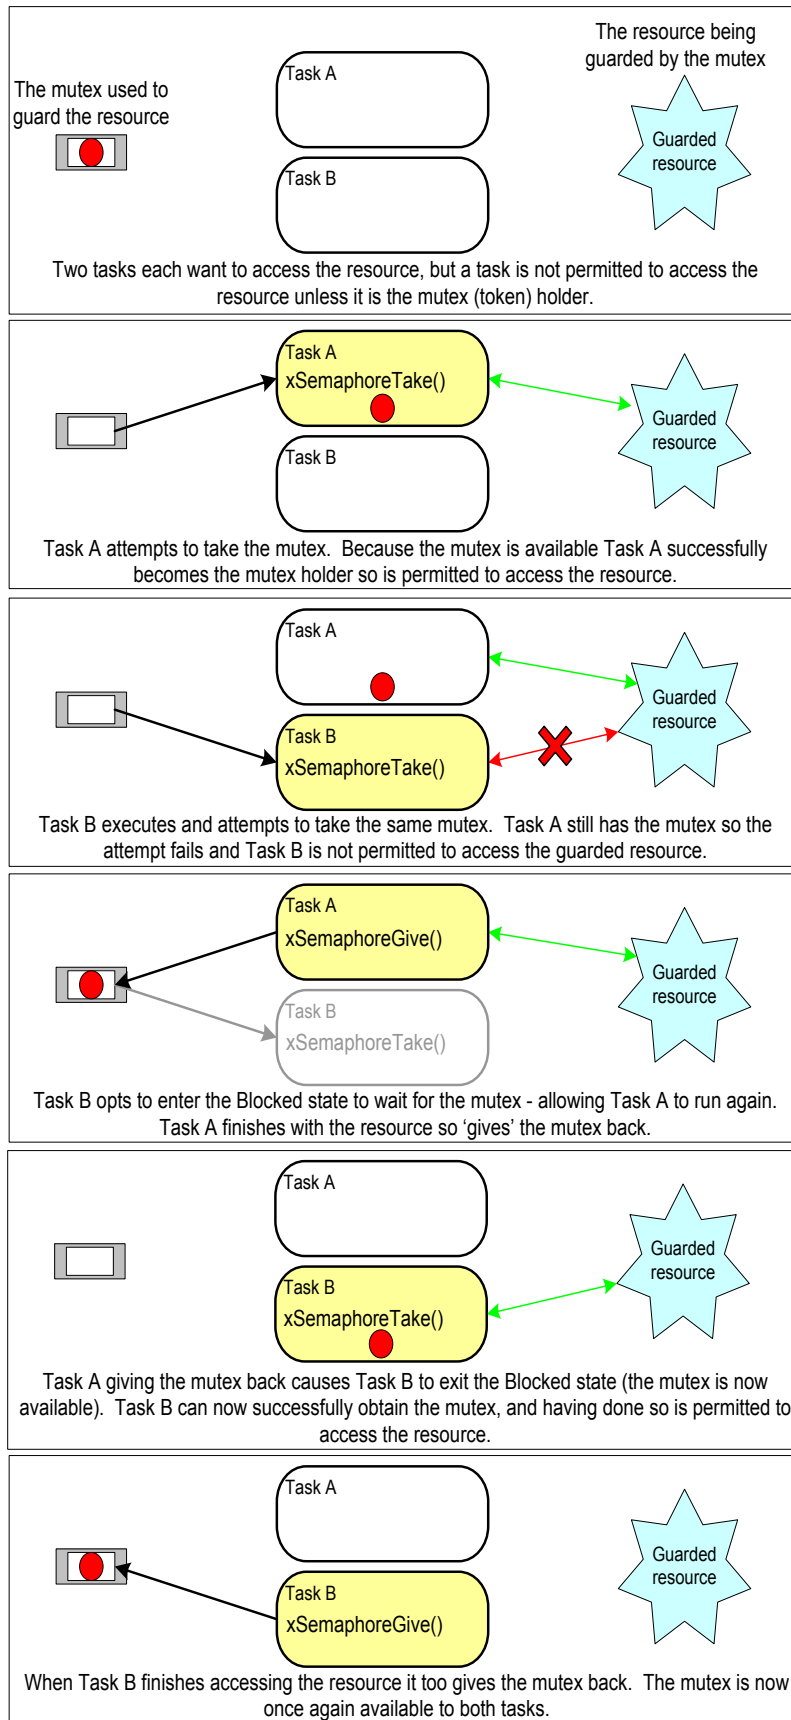 The mutex used to
guard the resource
Task A
Task B
The resource being
guarded by the mutex
Guarded
resource
Two tasks each want to access the resource, but a task is not permitted to access the
resource unless it is the mutex (token) holder.
Task A
xSemaphoreTake()
Task B
Guarded
resource
Task A attempts to take the mutex.  Because the mutex is available Task A successfully
becomes the mutex holder so is permitted to access the resource.
Task A
Task B
xSemaphoreTake()
Guarded
resource
Task B executes and attempts to take the same mutex.  Task A still has the mutex so the
attempt fails and Task B is not permitted to access the guarded resource.
Task A
xSemaphoreGive()
Task B
xSemaphoreTake()
Guarded
resource
Task B opts to enter the Blocked state to wait for the mutex - allowing Task A to run again.
Task A finishes with the resource so ‘gives’ the mutex back.
Task A
Task B
xSemaphoreTake()
Guarded
resource
Task A giving the mutex back causes Task B to exit the Blocked state (the mutex is now
available).  Task B can now successfully obtain the mutex, and having done so is permitted to
access the resource.
Task A
Task B
xSemaphoreGive()
Guarded
resource
When Task B finishes accessing the resource it too gives the mutex back.  The mutex is now
once again available to both tasks.